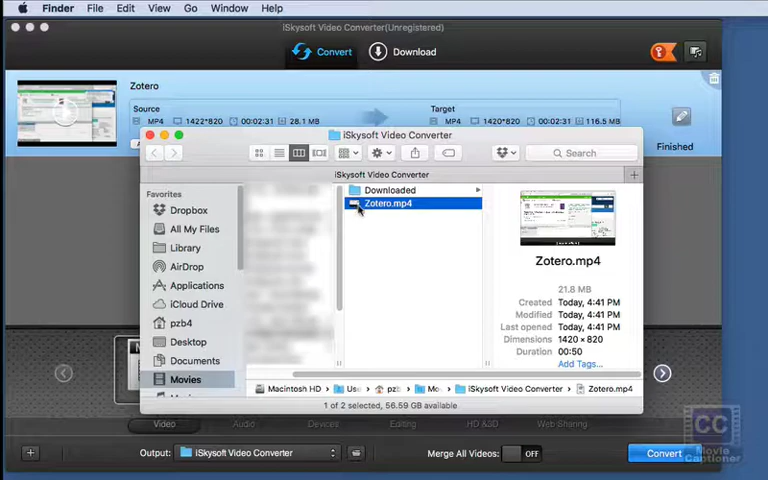 Finder File Edit View Go Window Help
iSkysoft Video Converter(Unregistered)
Convert Download
Zotero
Source Target
MP4 1422*820 00:02:31 28.1 MB MP4 1420*820 00:02:31 116.5 MB
Finished
iSkysoft Video Converter
Search
iSkysoft Video Converter
Favorites
Dropbox
All My Files
Library
AirDrop
Applications
iCloud Drive
pzb4
Desktop
Documents
Movies
Downloaded
Zotero.mp4
Zotero.mp4
21.8 MB
Created Today, 4:41 PM
Modified Today, 4:41 PM
Last opened Today, 4:41 PM
Dimensions 1420 × 820
Duration 00:50
Add Tags...
Macintosh HD Use pzb Mo iSkysoft Video Converter Zotero.mp4
1 of 2 selected, 56.59 GB available
Video Audio Devices Editing HD &SD Web Sharing
Output: iSkysoft Video Converter Merge All Videos: OFF Convert
CC
Movie
Captioner